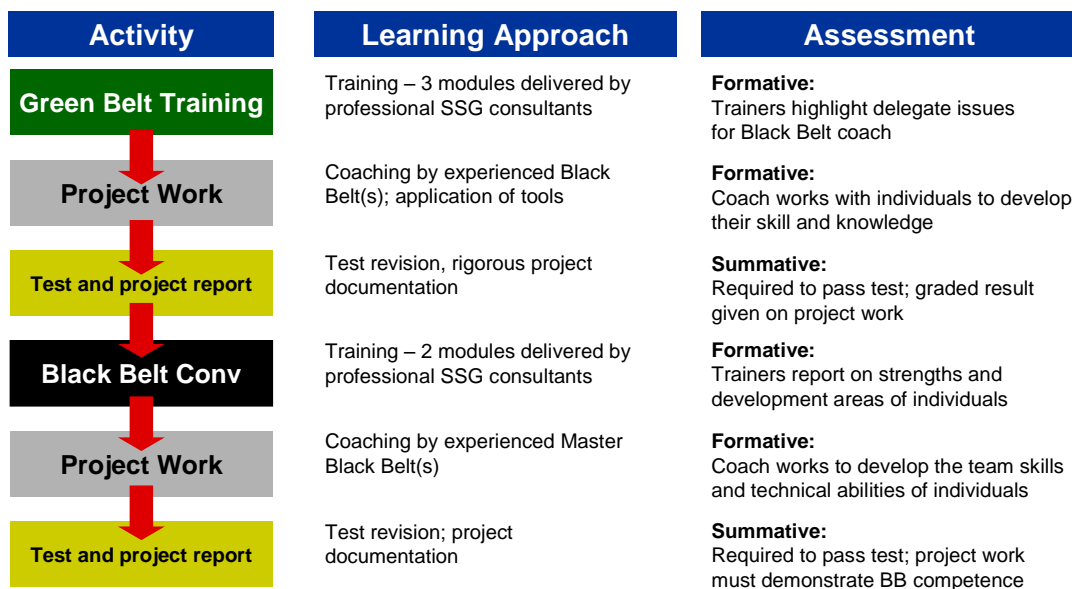 Activity
Learning Approach
Assessment
Green Belt Training
Training – 3 modules delivered by
professional SSG consultants
Formative:
Trainers highlight delegate issues
for Black Belt coach
Project Work
Coaching by experienced Black
Belt(s); application of tools
Formative:
Coach works with individuals to develop
their skill and knowledge
Test and project report
Test revision, rigorous project
documentation
Summative:
Required to pass test; graded result
given on project work
Black Belt Conv
Training – 2 modules delivered by
professional SSG consultants
Formative:
Trainers report on strengths and
development areas of individuals
Project Work
Coaching by experienced Master
Black Belt(s)
Formative:
Coach works to develop the team skills
and technical abilities of individuals
Test and project report
Test revision; project
documentation
Summative:
Required to pass test; project work
must demonstrate BB competence